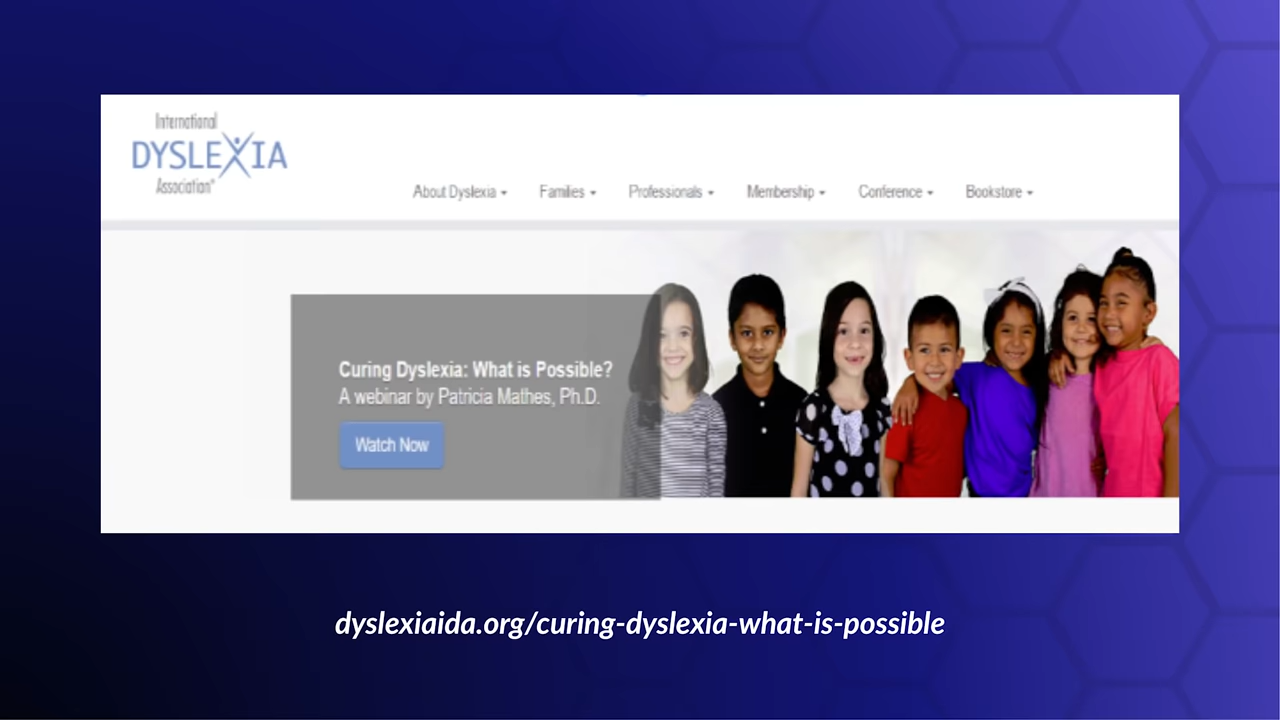 International
DYSLEXIA
Association®
About Dyslexia
Families
Professionals
Membership
Conference
Bookstore
Curing Dyslexia: What is Possible?
A webinar by Patricia Mathes, Ph.D.
Watch Now
dyslexiaida.org/curing-dyslexia-what-is-possible